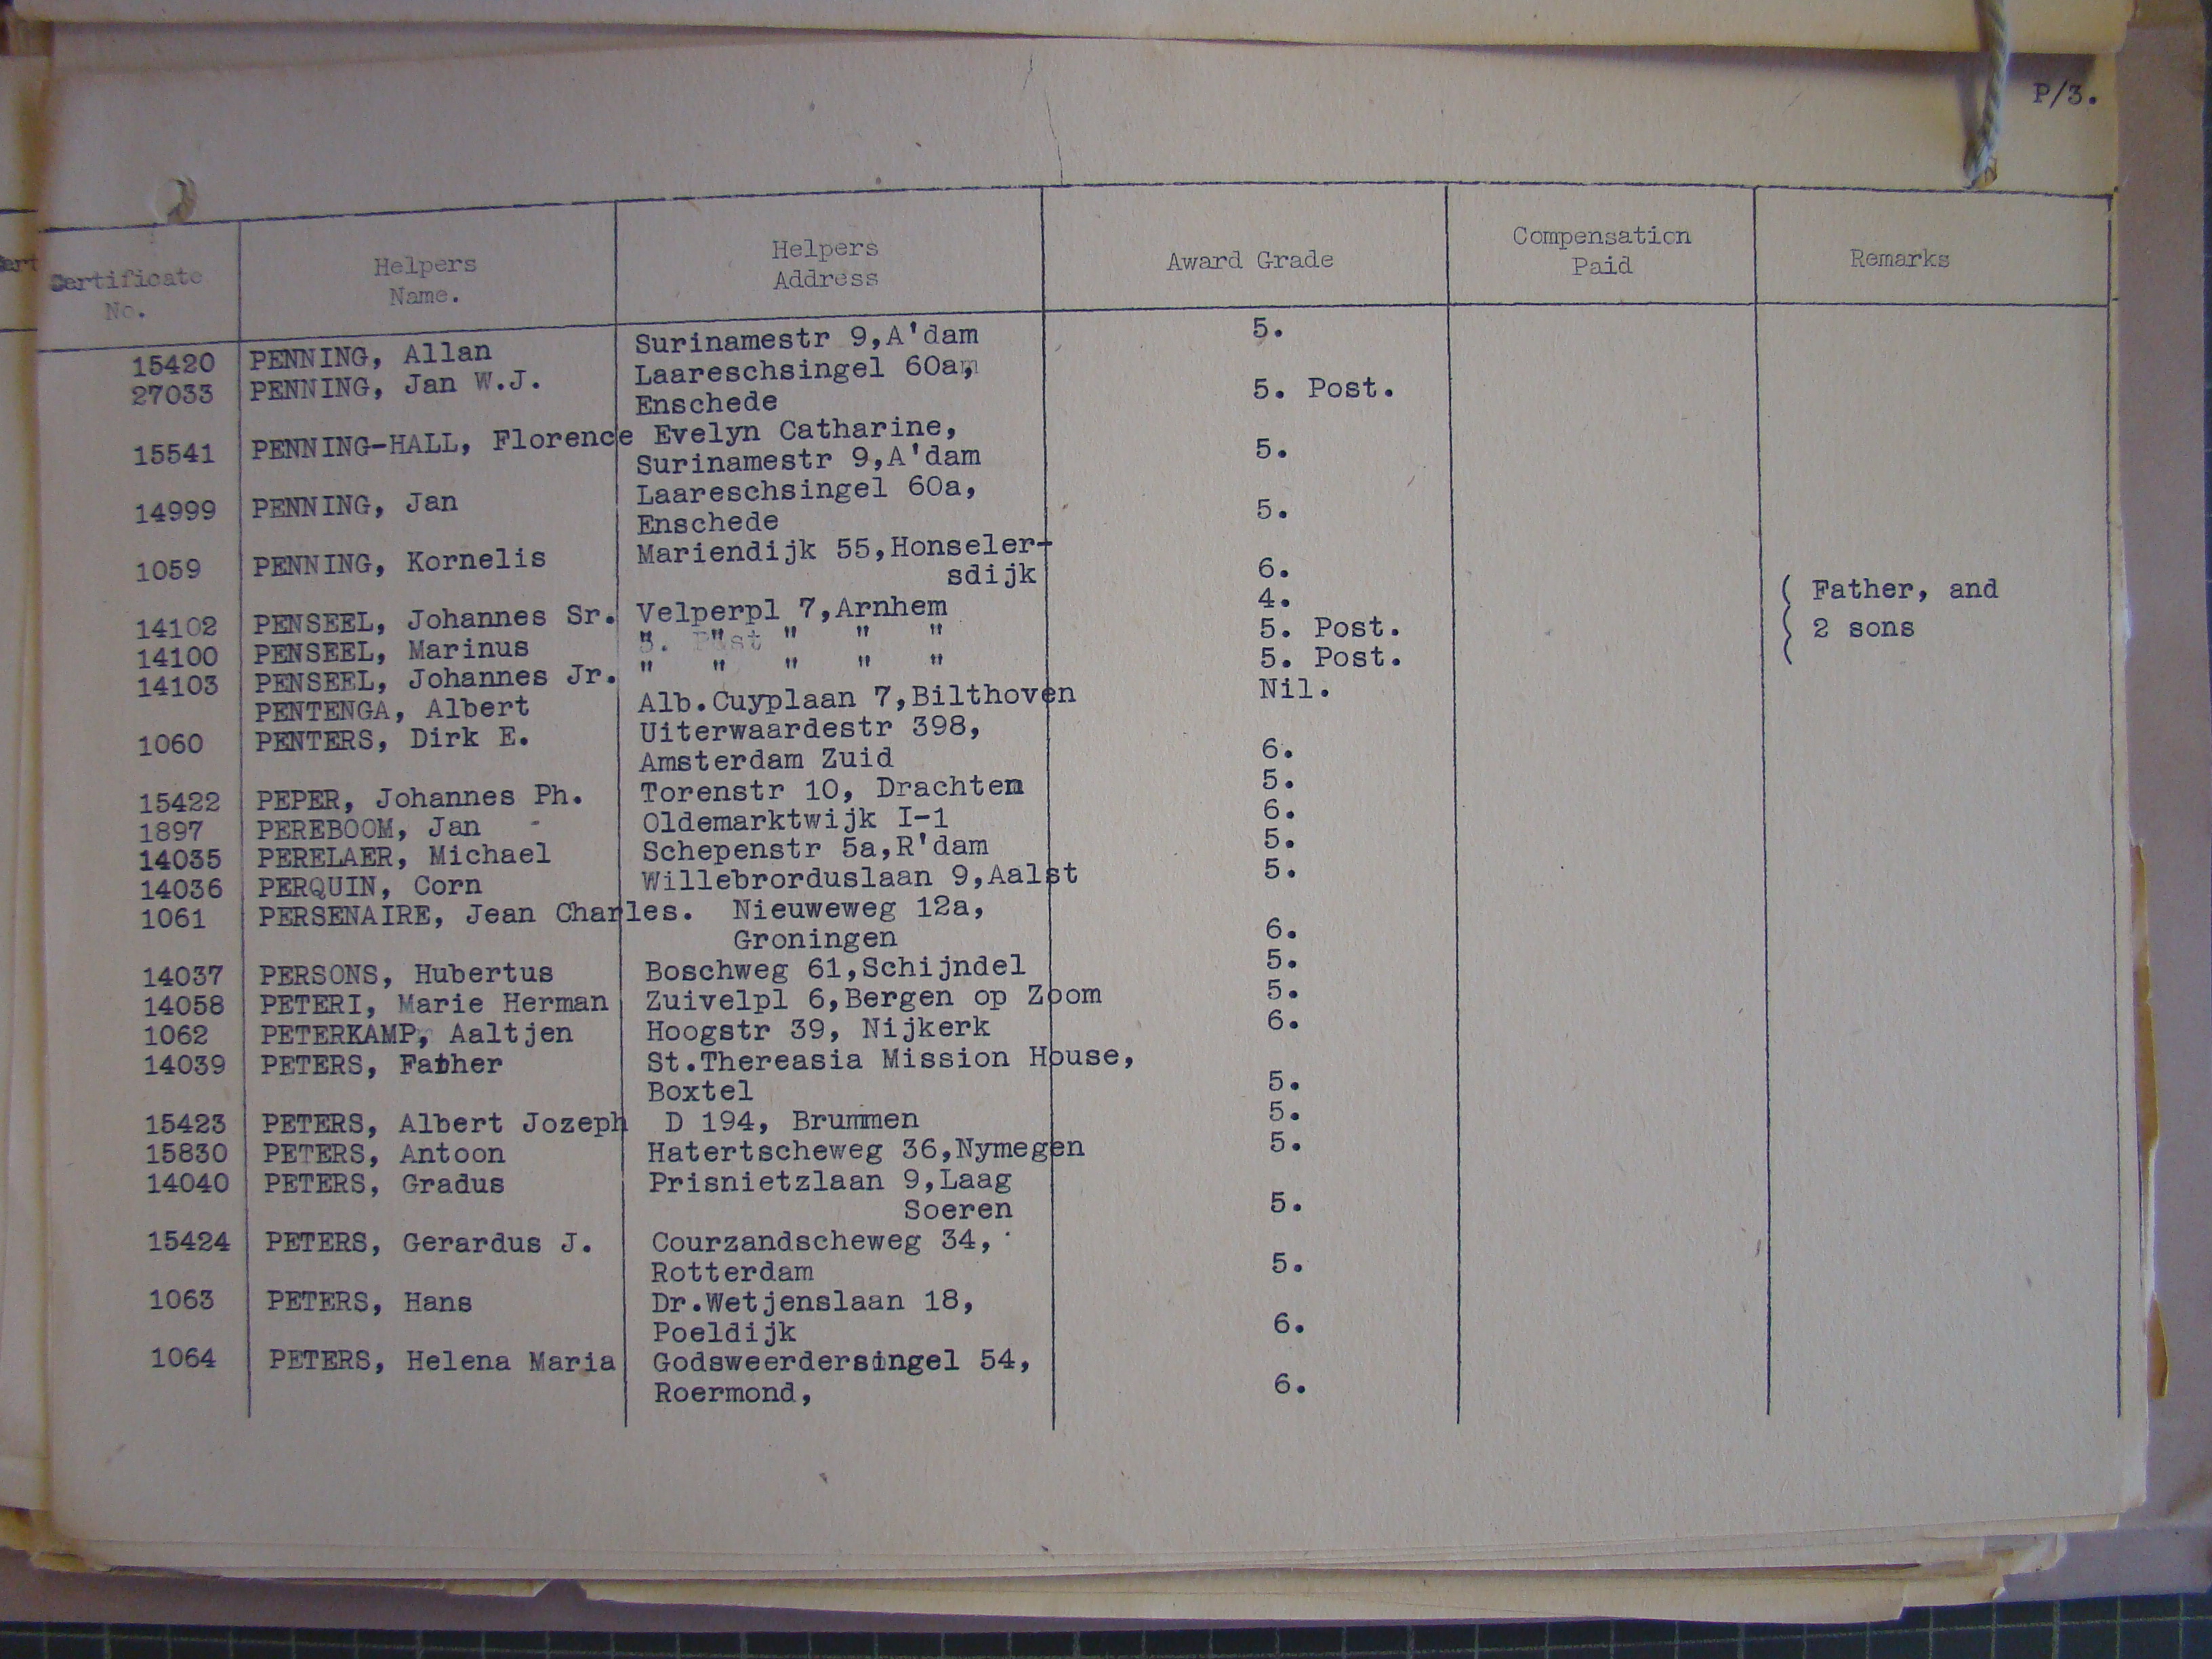 P/3.
Certificate No. Helpers Name. Helpers Address Award Grade Compensation Paid Remarks
15420 PENNING, Allan Surinamestr 9,A'dam 5.
27033 PENNING, Jan W.J. Laareschsingel 60a,
Enschede 5. Post.
15541 PENNING-HALL, Florence Evelyn Catharine,
Surinamestr 9,A'dam 5.
14999 PENNING, Jan Laareschsingel 60a,
Enschede 5.
1059 PENNING, Kornelis Mariendijk 55,Honseler-
sdijk 6.
14102 PENSEEL, Johannes Sr. Velperpl 7,Arnhem 4. ( Father, and
14100 PENSEEL, Marinus " " " " " 5. Post. ( 2 sons
14103 PENSEEL, Johannes Jr. " " " " " 5. Post. (
PENTENGA, Albert Alb.Cuyplaan 7,Bilthoven Nil.
1060 PENTERS, Dirk E. Uiterwaardestr 398,
Amsterdam Zuid 6.
15422 PEPER, Johannes Ph. Torenstr 10, Drachten 5.
1897 PEREBOOM, Jan - Oldemarktwijk I-1 6.
14035 PERELAER, Michael Schepenstr 5a,R'dam 5.
14036 PERQUIN, Corn Willebrorduslaan 9,Aalst 5.
1061 PERSENAIRE, Jean Charles. Nieuweweg 12a,
Groningen 6.
14037 PERSONS, Hubertus Boschweg 61,Schijndel 5.
14058 PETERI, Marie Herman Zuivelpl 6,Bergen op Zoom 5.
1062 PETERKAMP, Aaltjen Hoogstr 39, Nijkerk 6.
14039 PETERS, Father St.Thereasia Mission House,
Boxtel 5.
15423 PETERS, Albert Jozeph D 194, Brummen 5.
15830 PETERS, Antoon Hatertscheweg 36,Nymegen 5.
14040 PETERS, Gradus Prisnietzlaan 9,Laag
Soeren 5.
15424 PETERS, Gerardus J. Courzandscheweg 34,
Rotterdam 5.
1063 PETERS, Hans Dr.Wetjenslaan 18,
Poeldijk 6.
1064 PETERS, Helena Maria Godsweerdersingel 54,
Roermond, 6.